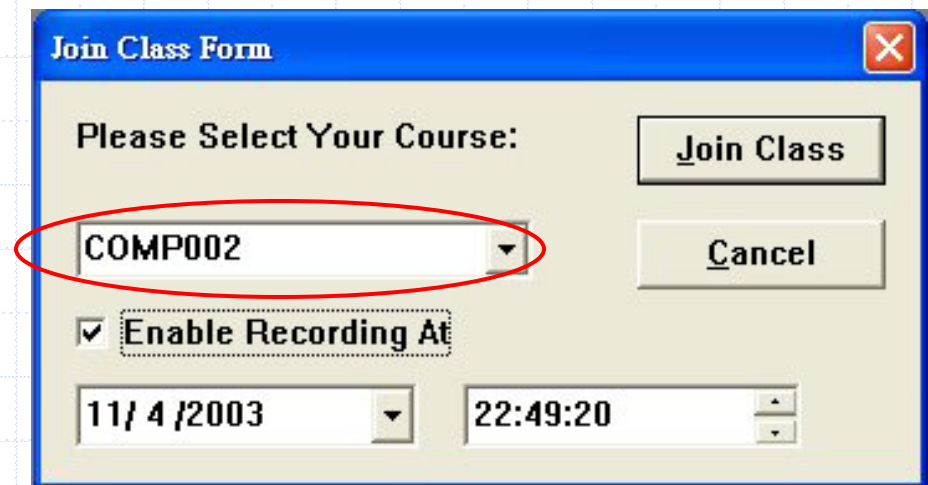 Join Class Form
Please Select Your Course:
Join Class
COMP002
Cancel
Enable Recording At
11/ 4 /2003
22:49:20